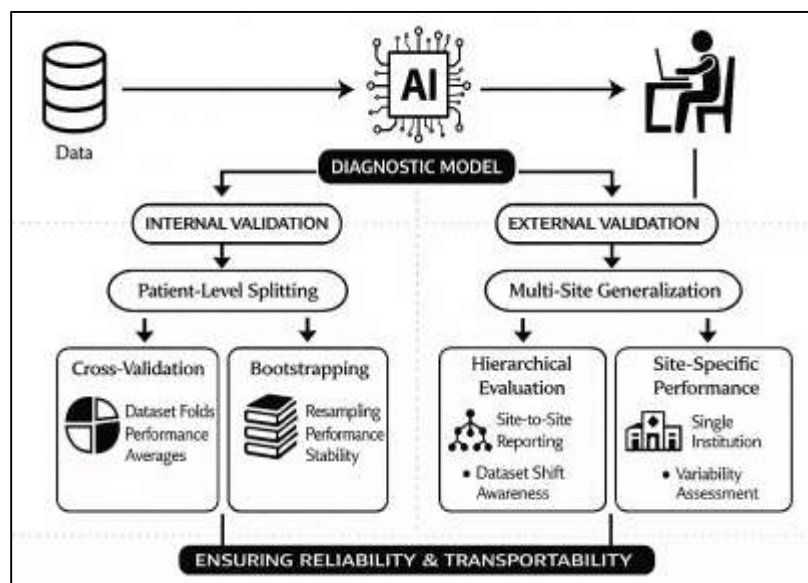 AI
Data
DIAGNOSTIC MODEL
INTERNAL VALIDATION
EXTERNAL VALIDATION
Patient-Level Splitting
Multi-Site Generalization
Cross-Validation
Dataset Folds
Performance
Averages
Bootstrapping
Resampling
Performance
Stability
Hierarchical
Evaluation
Site-to-Site
Reporting
• Dataset Shift
Awareness
Site-Specific
Performance
Single
Institution
• Variability
Assessment
ENSURING RELIABILITY & TRANSPORTABILITY